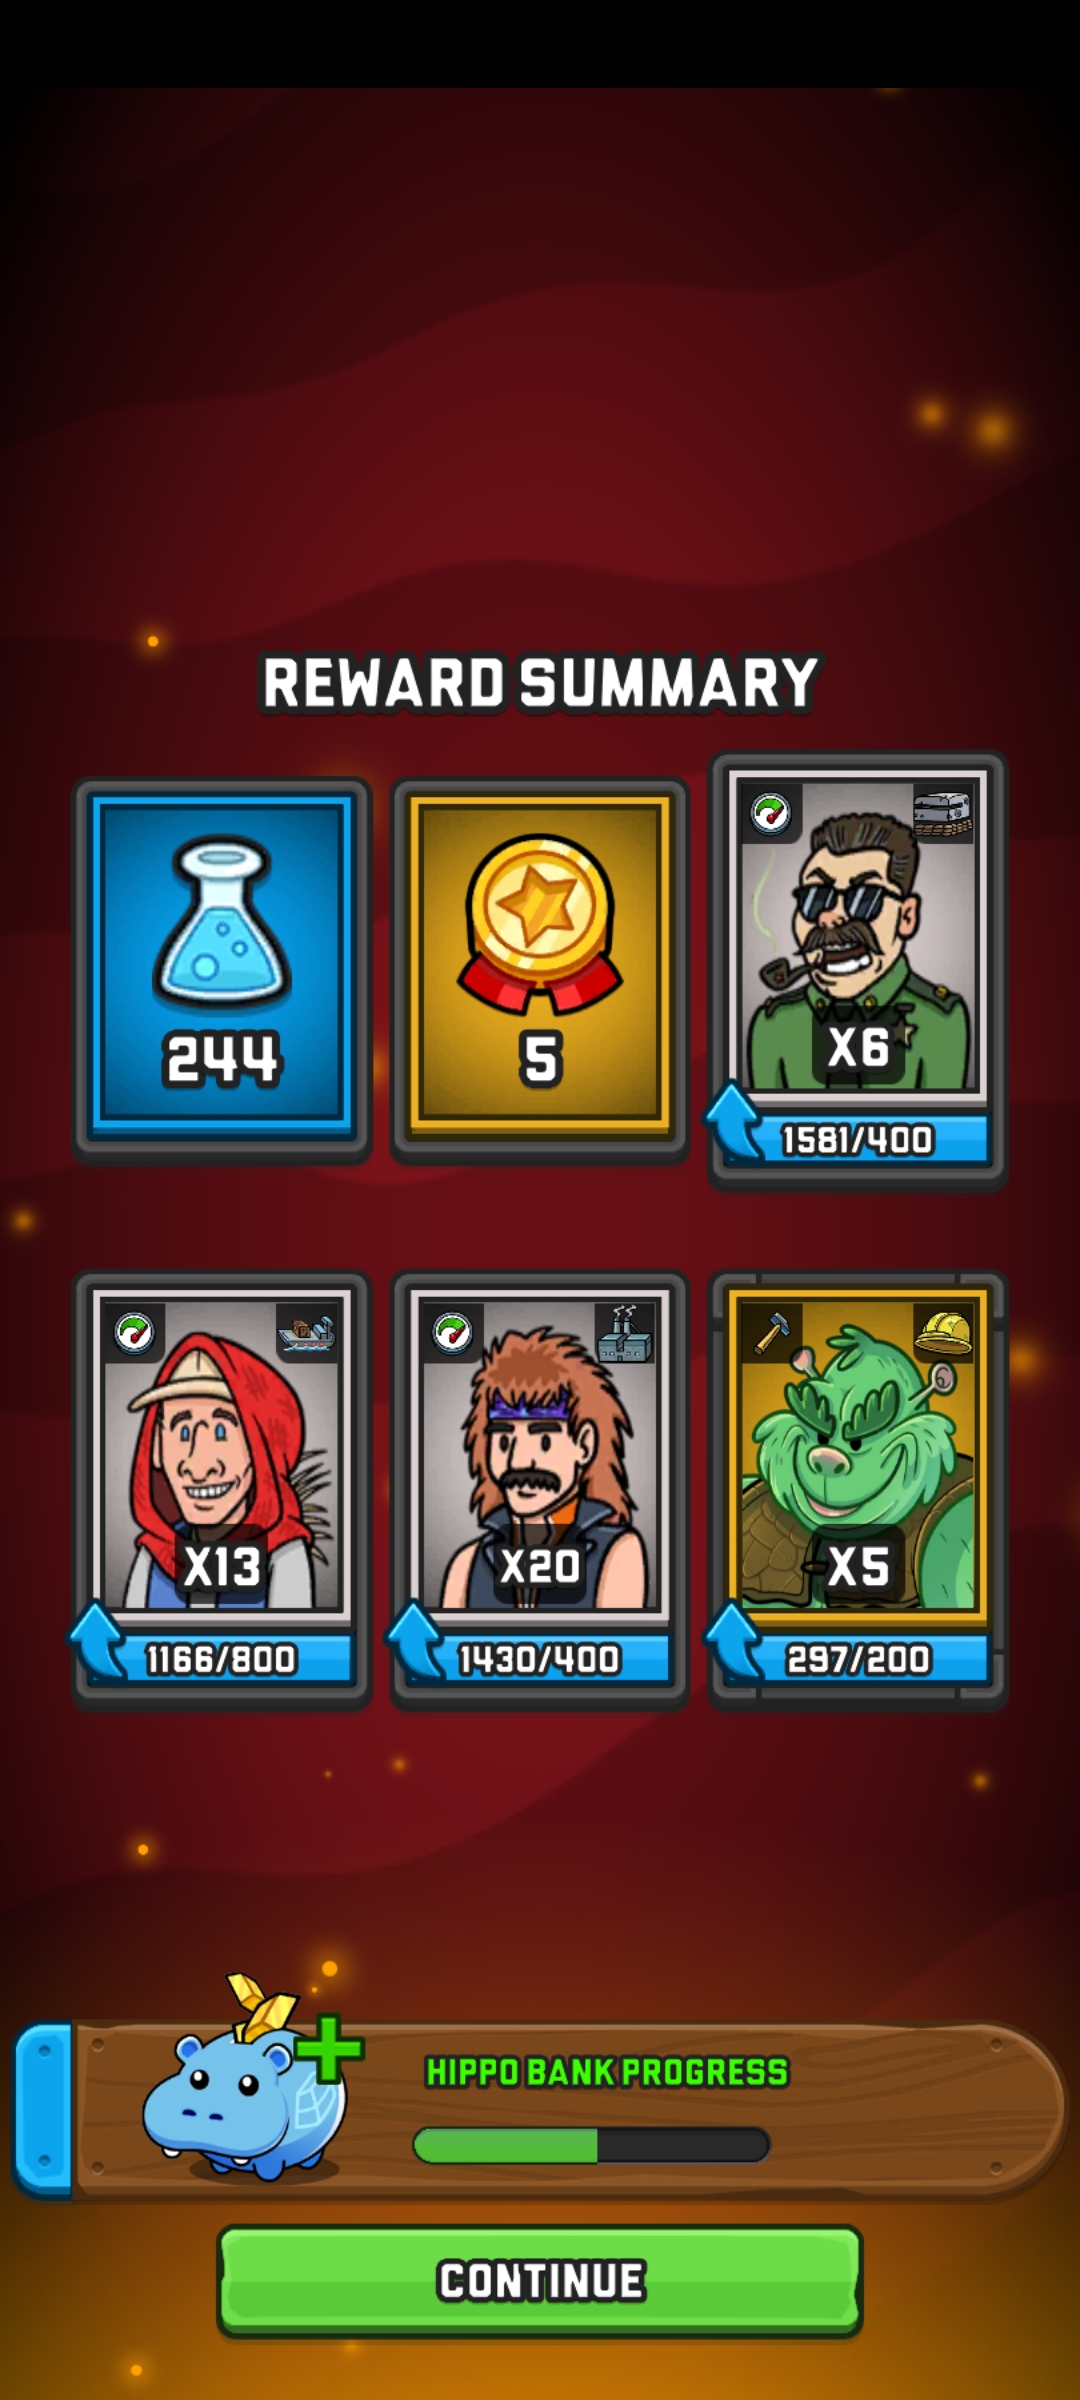 REWARD SUMMARY
244
5
X6
1581/400
X13
1166/800
X20
1430/400
X5
297/200
HIPPO BANK PROGRESS
CONTINUE